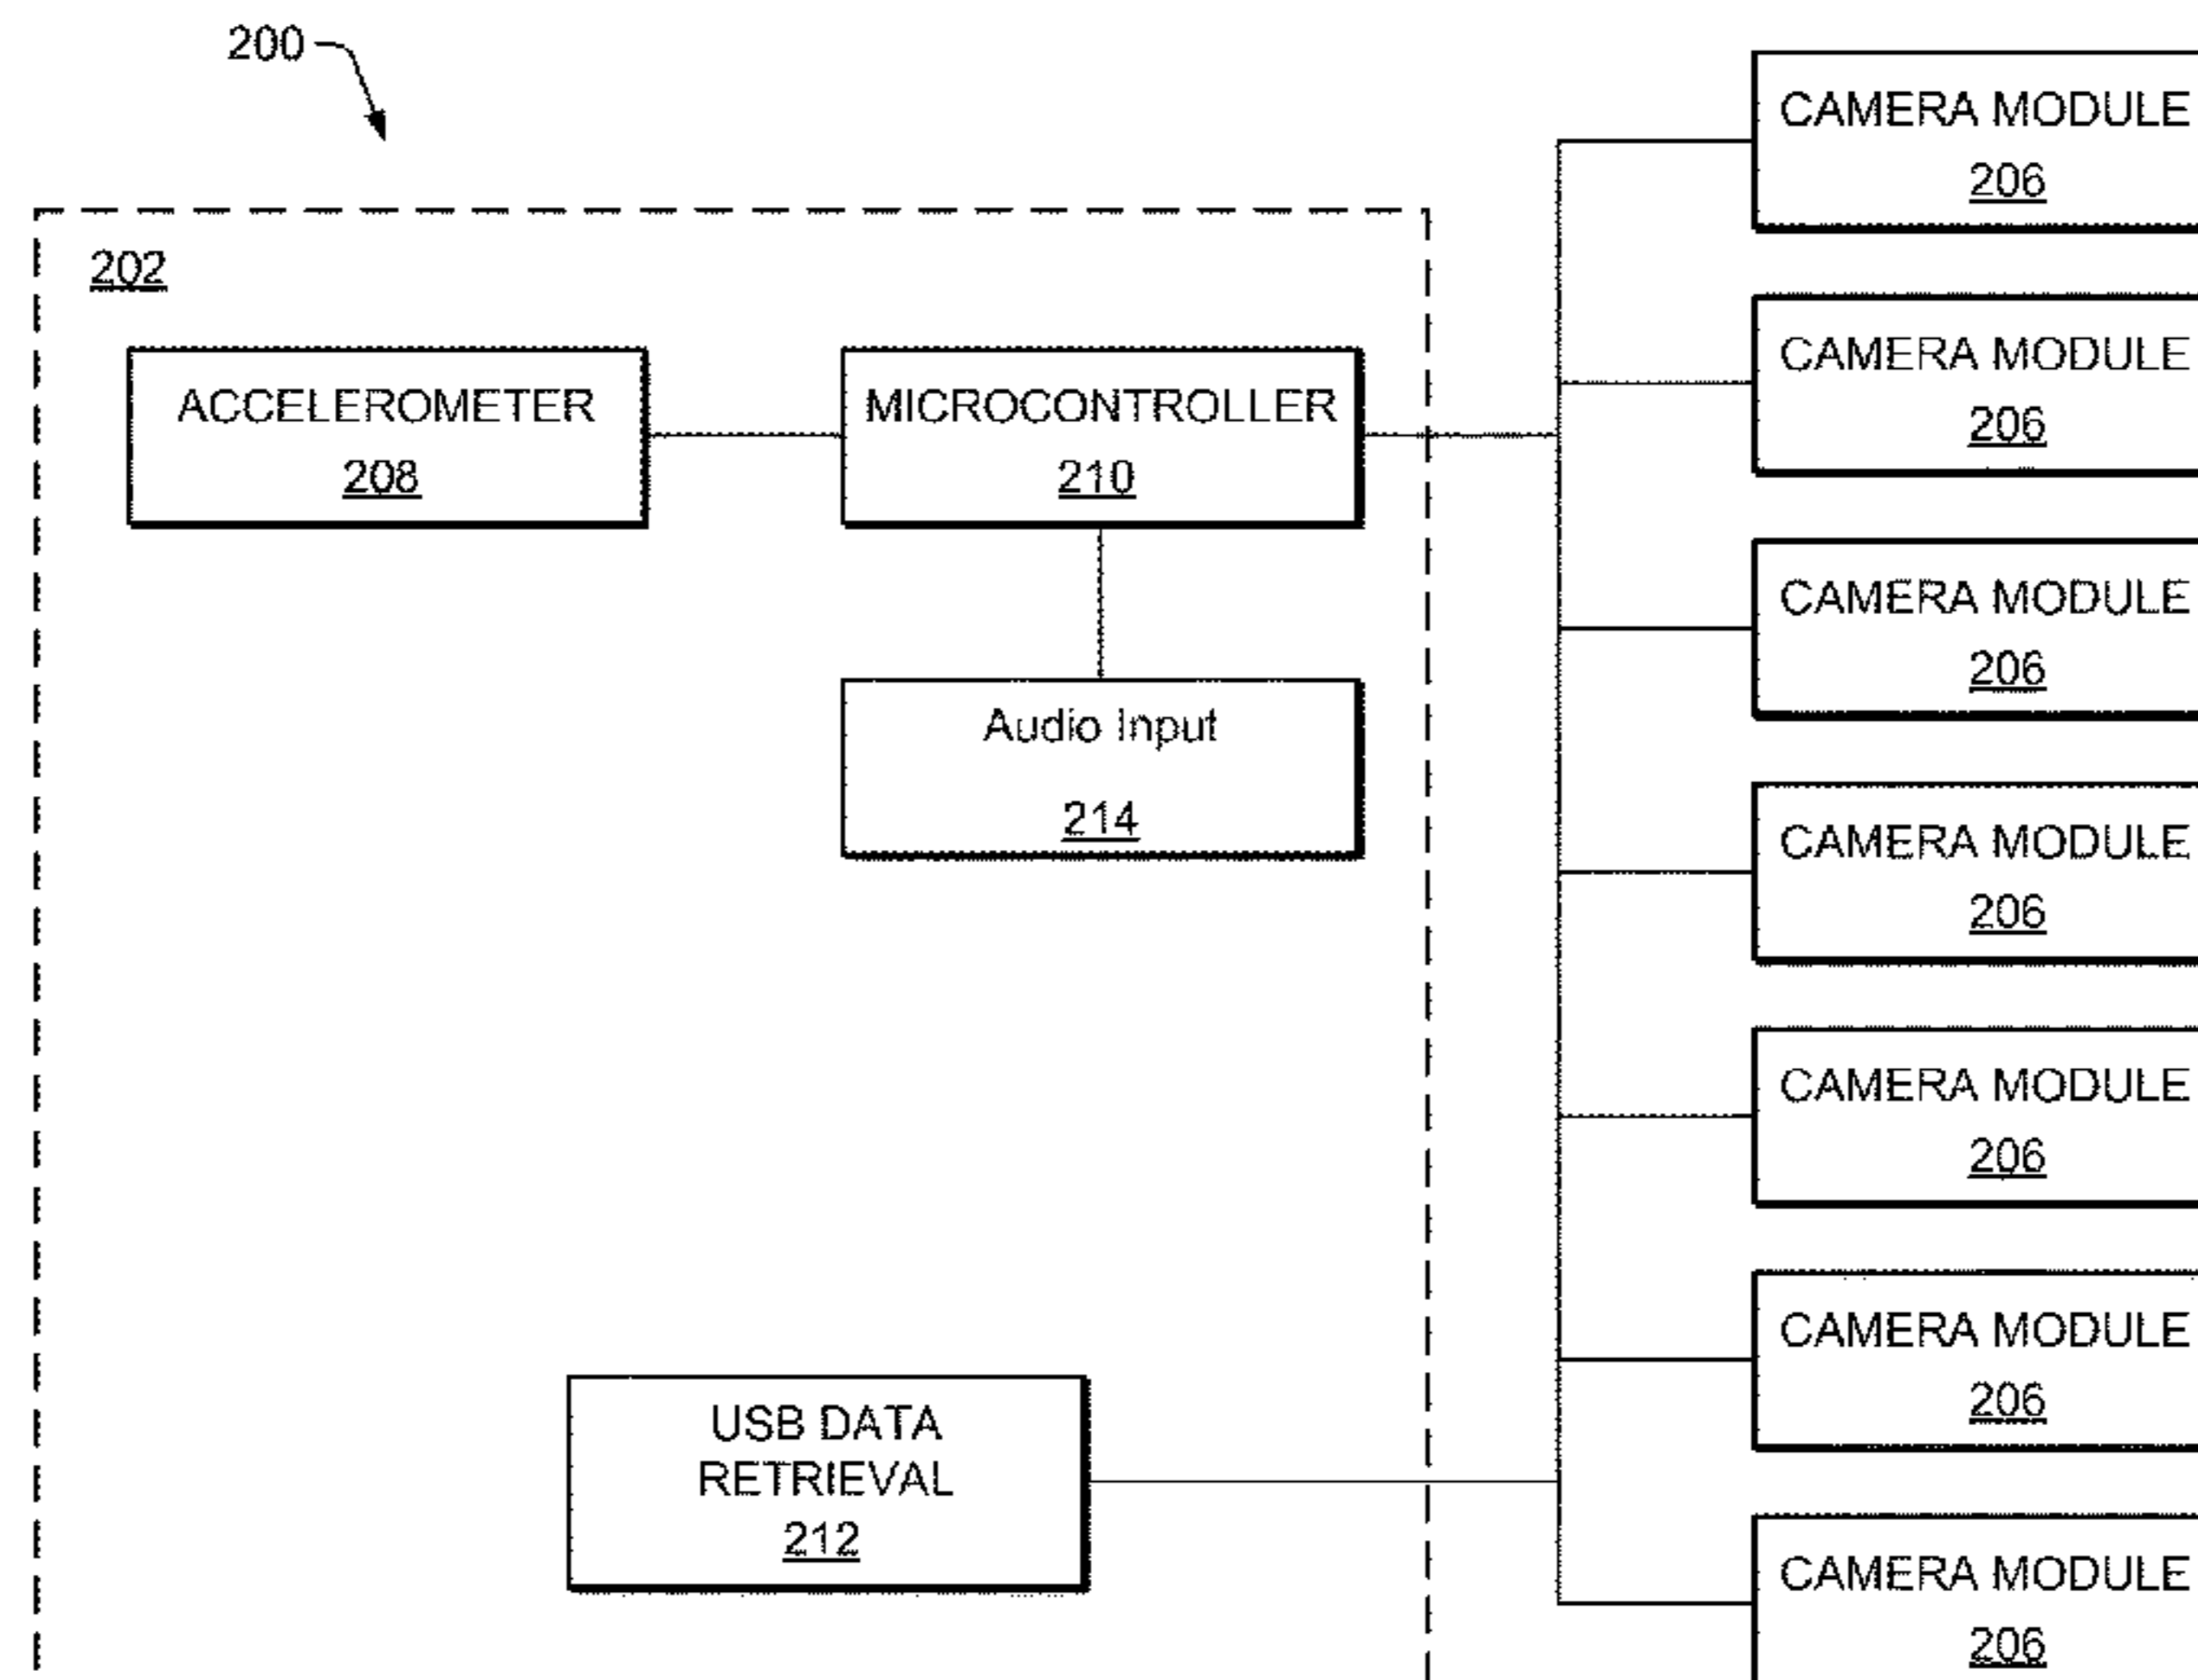 200
202
ACCELEROMETER
208
MICROCONTROLLER
210
Audio Input
214
USB DATA
RETRIEVAL
212
CAMERA MODULE
206
CAMERA MODULE
206
CAMERA MODULE
206
CAMERA MODULE
206
CAMERA MODULE
206
CAMERA MODULE
206
CAMERA MODULE
206